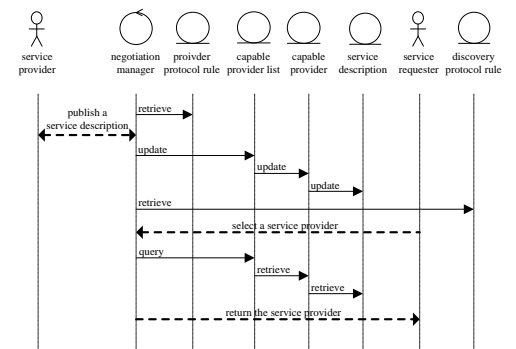 service provider
negotiation manager
proivder protocol rule
capable provider list
capable provider
service description
service requester
discovery protocol rule
publish a
service description
retrieve
update
update
update
retrieve
select a service provider
query
retrieve
retrieve
return the service provider